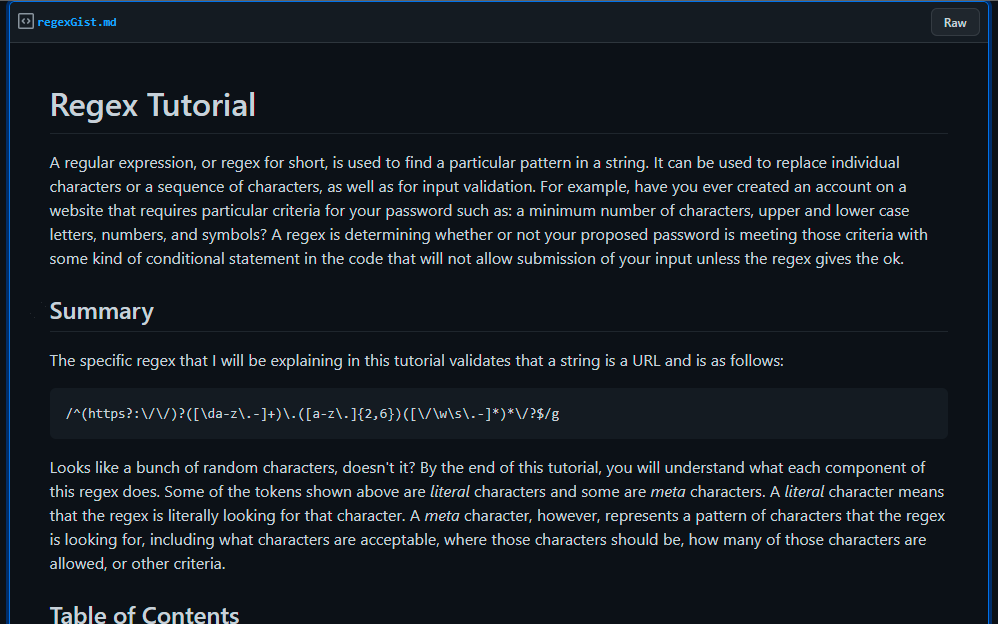 regexGist.md
Raw
Regex Tutorial
A regular expression, or regex for short, is used to find a particular pattern in a string. It can be used to replace individual
characters or a sequence of characters, as well as for input validation. For example, have you ever created an account on a
website that requires particular criteria for your password such as: a minimum number of characters, upper and lower case
letters, numbers, and symbols? A regex is determining whether or not your proposed password is meeting those criteria with
some kind of conditional statement in the code that will not allow submission of your input unless the regex gives the ok.
Summary
The specific regex that I will be explaining in this tutorial validates that a string is a URL and is as follows:
/^(https?:\/\/)?([\da-z\.-]+)\.([a-z\.]{2,6})([\/\w\s\.-]*)*\/?$/g
Looks like a bunch of random characters, doesn't it? By the end of this tutorial, you will understand what each component of
this regex does. Some of the tokens shown above are literal characters and some are meta characters. A literal character means
that the regex is literally looking for that character. A meta character, however, represents a pattern of characters that the regex
is looking for, including what characters are acceptable, where those characters should be, how many of those characters are
allowed, or other criteria.
Table of Contents